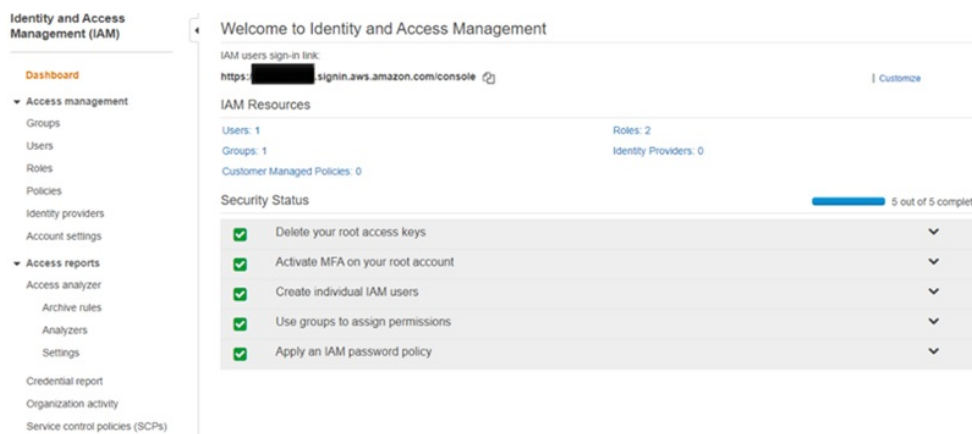 Identity and Access
Management (IAM)
Dashboard
Access management
Groups
Users
Roles
Policies
Identity providers
Account settings
Access reports
Access analyzer
Archive rules
Analyzers
Settings
Credential report
Organization activity
Service control policies (SCPs)
Welcome to Identity and Access Management
IAM users sign-in link:
https:/ .signin.aws.amazon.com/console
Customize
IAM Resources
Users: 1
Roles: 2
Groups: 1
Identity Providers: 0
Customer Managed Policies: 0
Security Status
5 out of 5 complet
Delete your root access keys
Activate MFA on your root account
Create individual IAM users
Use groups to assign permissions
Apply an IAM password policy